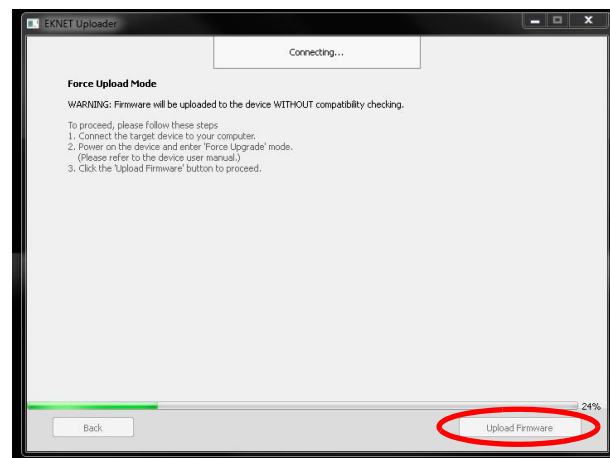 EKNET Uploader
Connecting...
Force Upload Mode
WARNING: Firmware will be uploaded to the device WITHOUT compatibility checking.
To proceed, please follow these steps
1. Connect the target device to your computer.
2. Power on the device and enter 'Force Upgrade' mode.
(Please refer to the device user manual.)
3. Click the 'Upload Firmware' button to proceed.
24%
Back
Upload Firmware